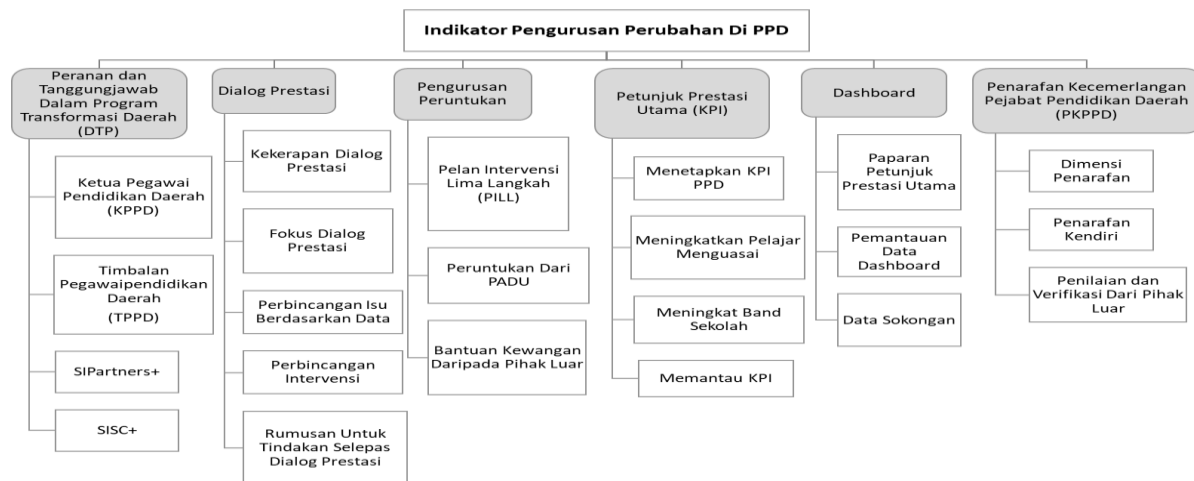 Indikator Pengurusan Perubahan Di PPD
Peranan dan
Tanggungjawab
Dalam Program
Transformasi Daerah
(DTP)
Ketua Pegawai
Pendidikan Daerah
(KPPD)
Timbalan
Pegawaipendidikan
Daerah
(TPPD)
SIPartners+
SISC+
Dialog Prestasi
Kekerapan Dialog
Prestasi
Fokus Dialog
Prestasi
Perbincangan Isu
Berdasarkan Data
Perbincangan
Intervensi
Rumusan Untuk
Tindakan Selepas
Dialog Prestasi
Pengurusan
Peruntukan
Pelan Intervensi
Lima Langkah
(PILL)
Peruntukan Dari
PADU
Bantuan Kewangan
Daripada Pihak Luar
Petunjuk Prestasi
Utama (KPI)
Menetapkan KPI
PPD
Meningkatkan Pelajar
Menguasai
Meningkat Band
Sekolah
Memantau KPI
Dashboard
Paparan
Petunjuk
Prestasi Utama
Pemantauan
Data
Dashboard
Data Sokongan
Penarafan Kecemerlangan
Pejabat Pendidikan Daerah
(PKPPD)
Dimensi
Penarafan
Penarafan
Kendiri
Penilaian dan
Verifikasi Dari Pihak
Luar